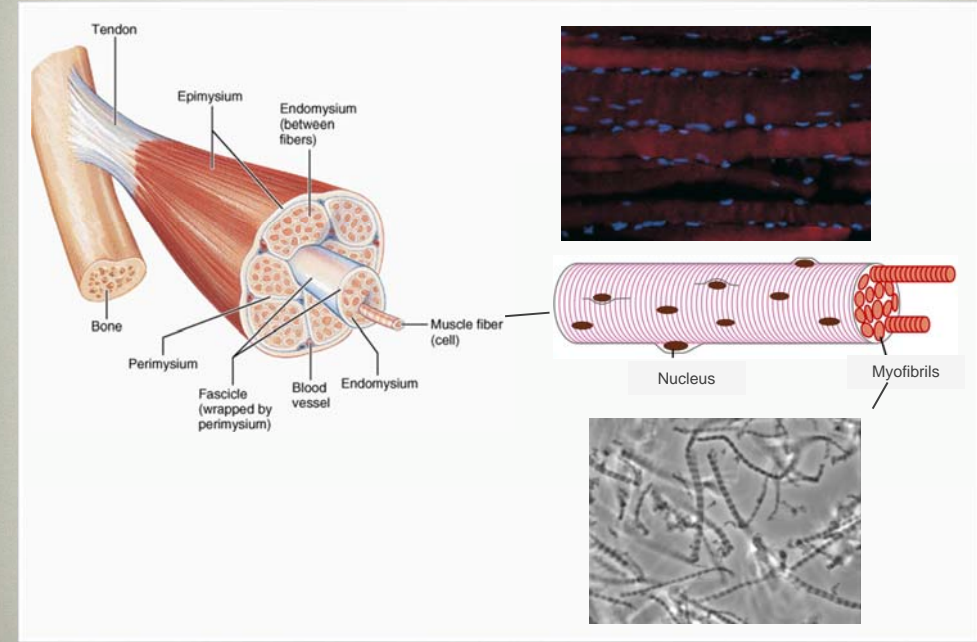 Tendon
Epimysium
Endomysium
(between
fibers)
Bone
Perimysium
Fascicle
(wrapped by
perimysium)
Blood
vessel
Endomysium
Muscle fiber
(cell)
Nucleus
Myofibrils